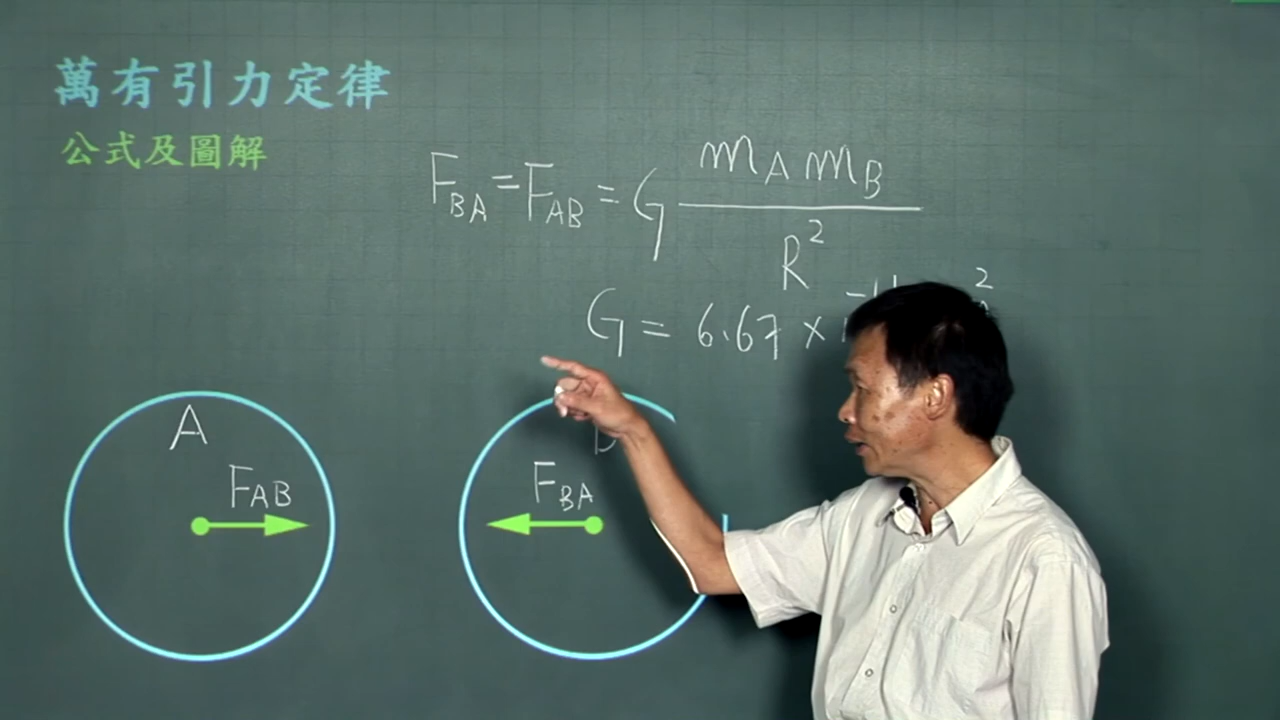 萬有引力定律
公式及圖解
F_BA = F_AB = G m_A m_B / R²
G = 6.67 ×
A
F_AB
F_BA